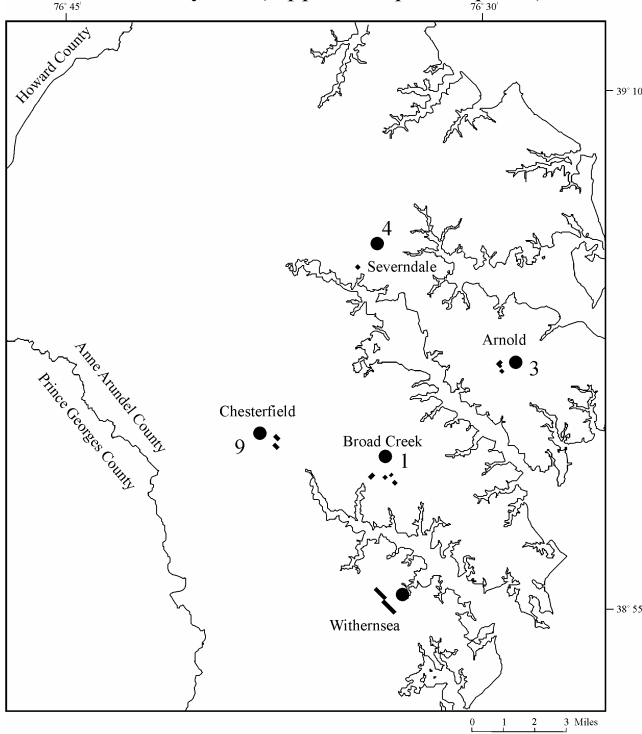 76° 45
76° 30
Howard County
39° 10
4
Severndale
Arnold
3
Anne Arundel County
Prince Georges County
Chesterfield
9
Broad Creek
1
Withernsea
38° 55
0 1 2 3 Miles